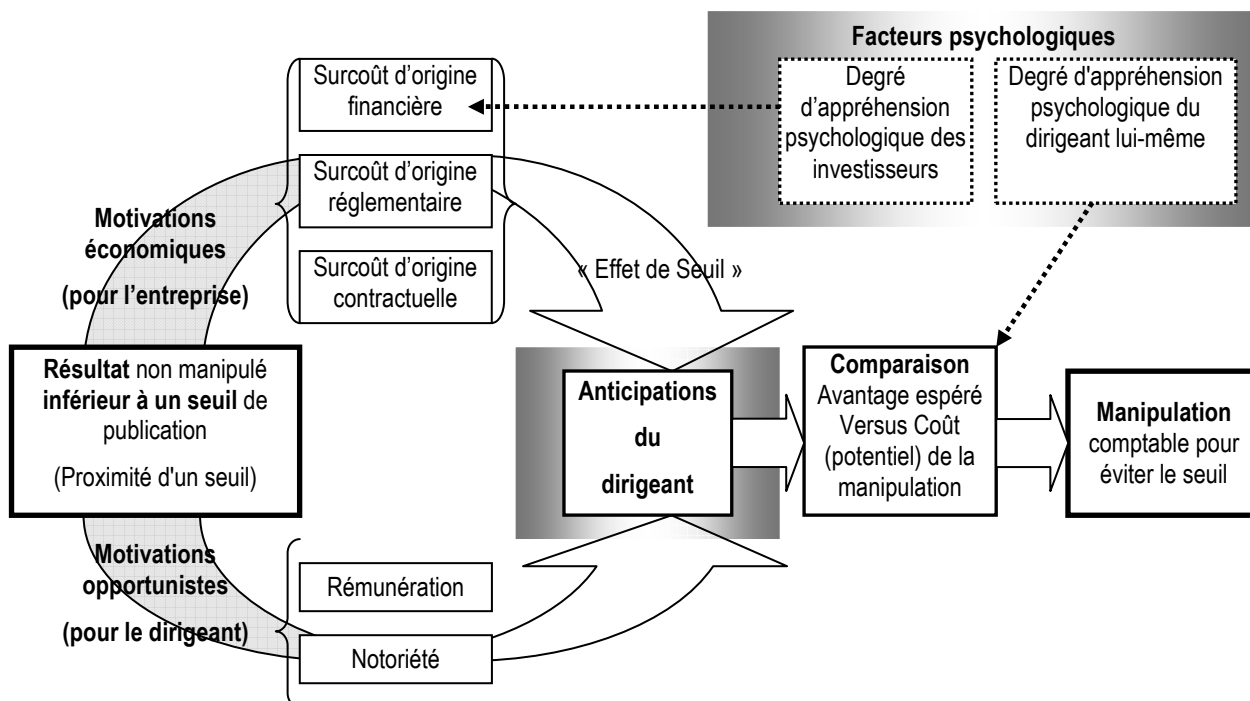 Facteurs psychologiques
Surcoût d’origine
financière
Degré
d’appréhension
psychologique des
investisseurs
Degré d'appréhension
psychologique du
dirigeant lui-même
Surcoût d’origine
réglementaire
Surcoût d’origine
contractuelle
Motivations
économiques
(pour l’entreprise)
« Effet de Seuil »
Résultat non manipulé
inférieur à un seuil de
publication
(Proximité d'un seuil)
Anticipations
du
dirigeant
Comparaison
Avantage espéré
Versus Coût
(potentiel) de la
manipulation
Manipulation
comptable pour
éviter le seuil
Motivations
opportunistes
(pour le dirigeant)
Rémunération
Notoriété